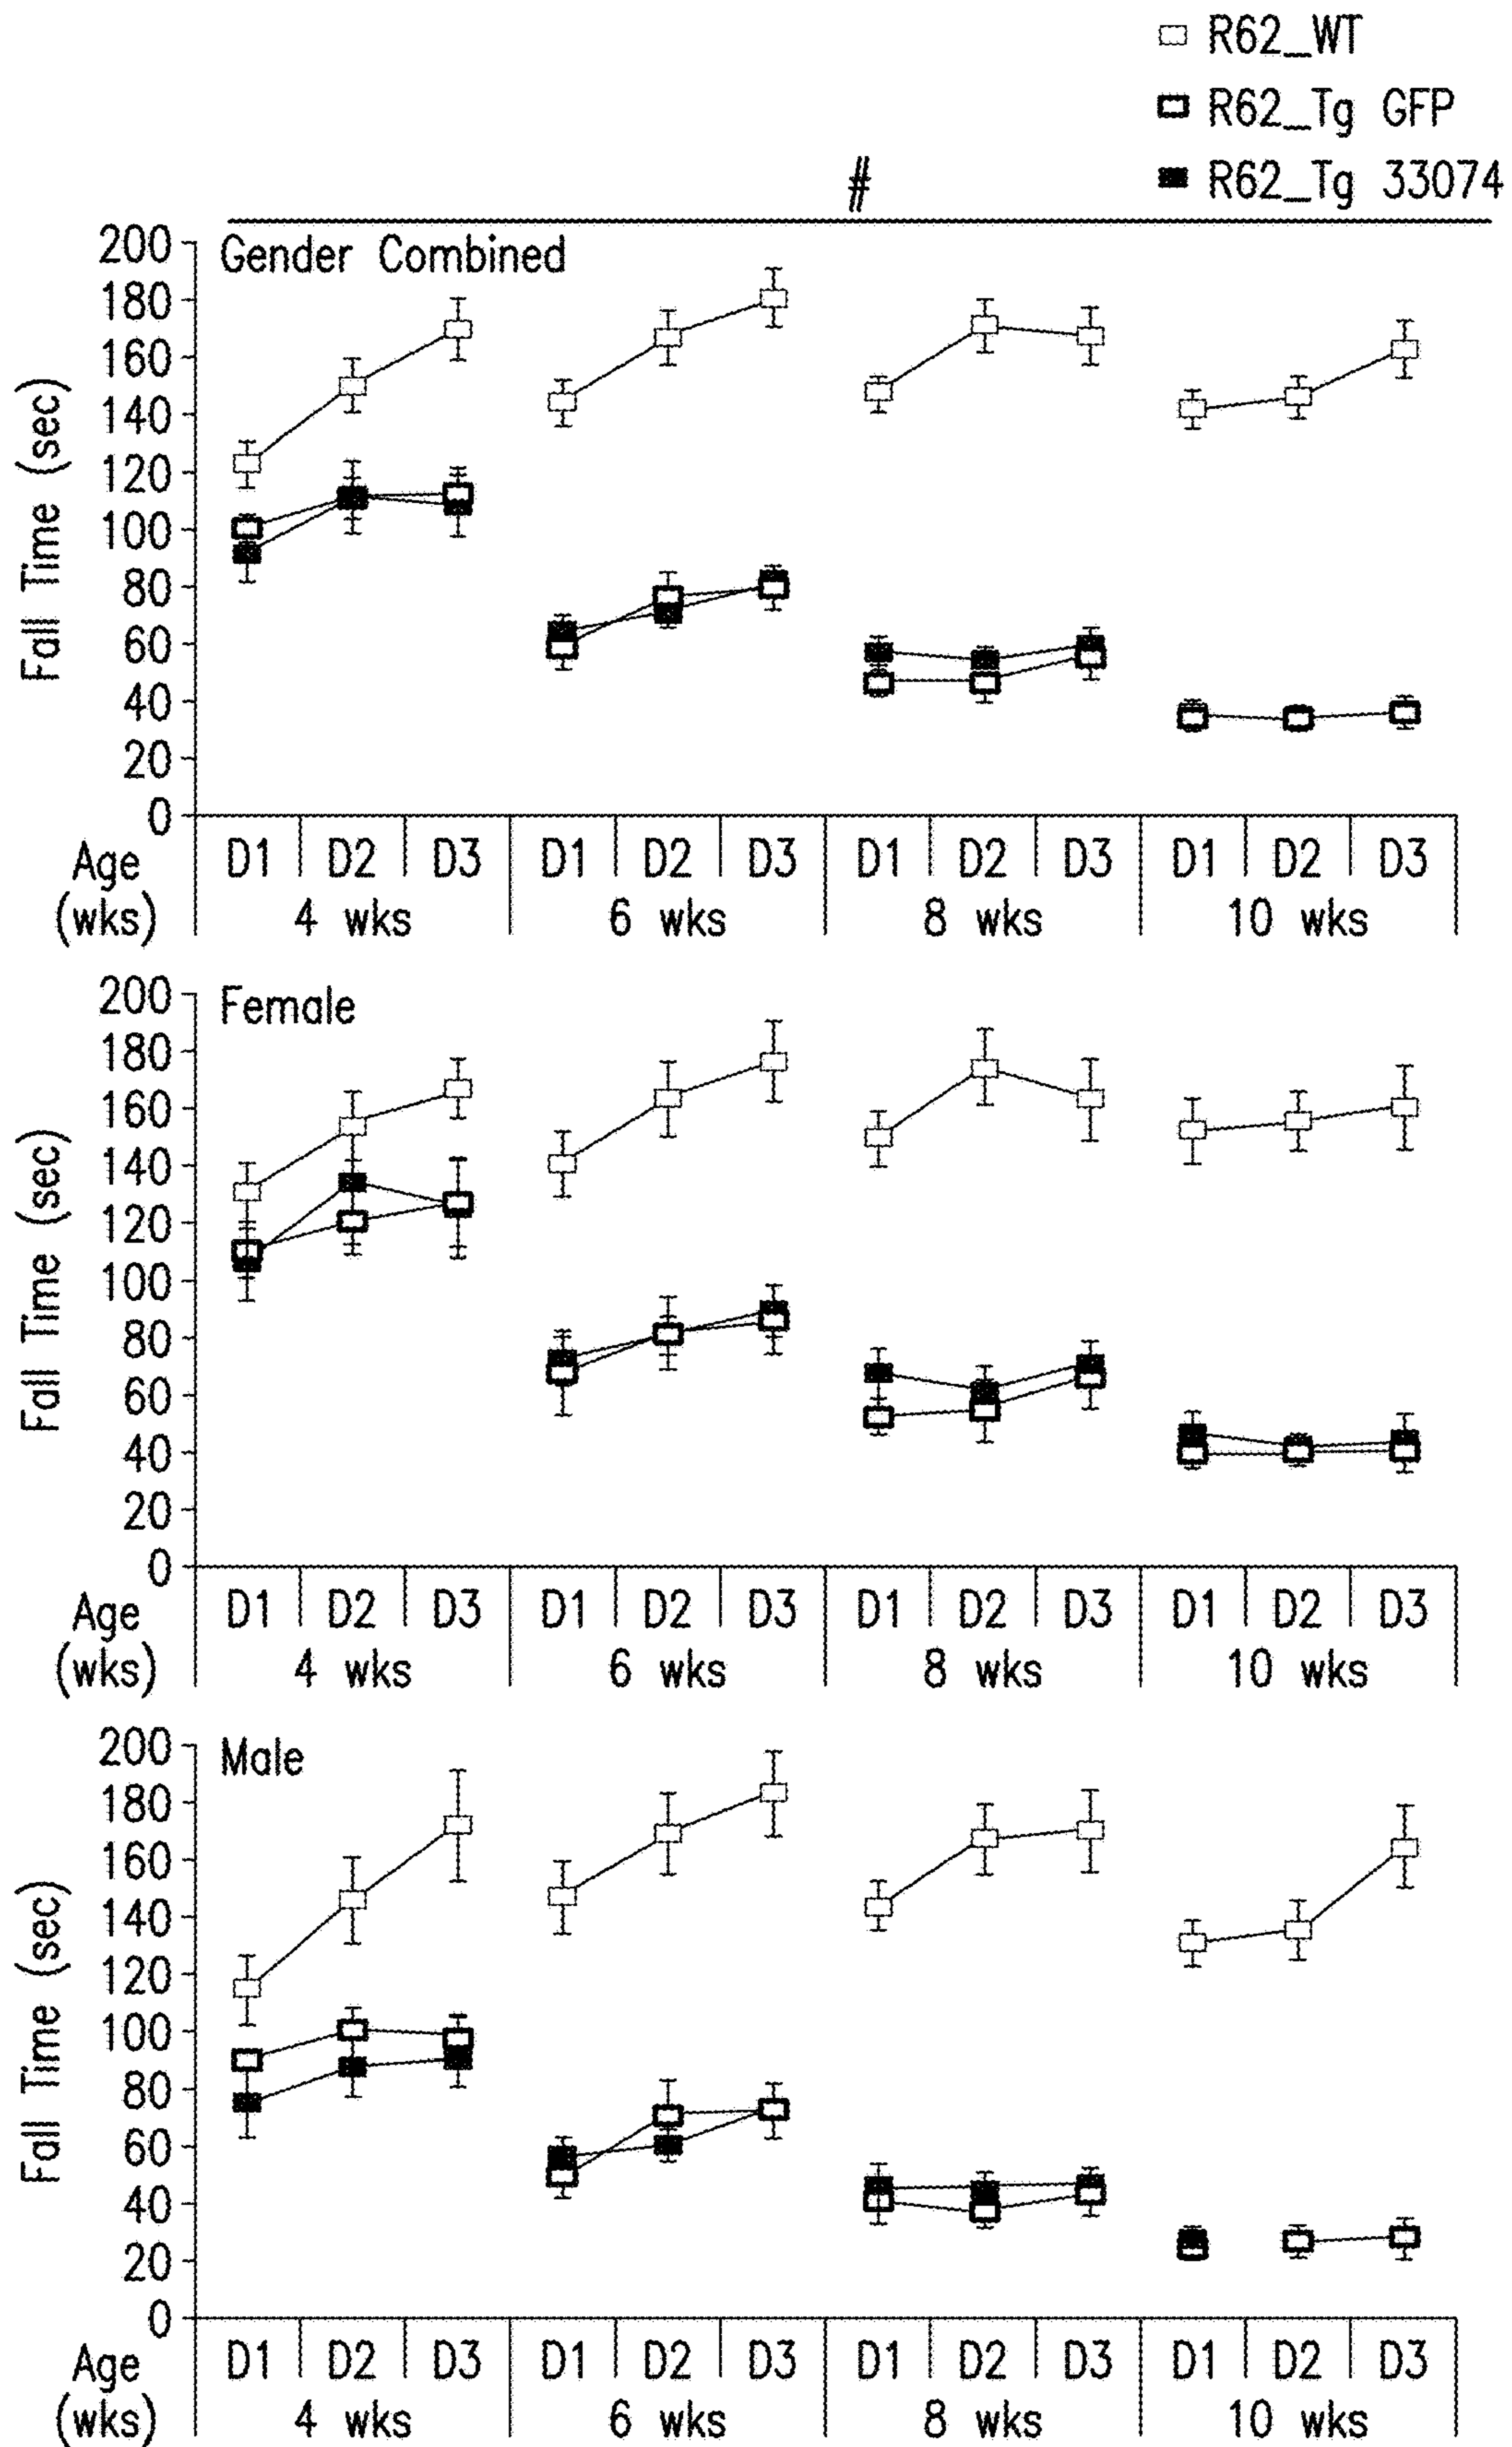 R62_WT
R62_Tg GFP
R62_Tg 33074
#
Gender Combined
200
180
160
140
120
100
80
60
40
20
0
Fall Time (sec)
Age D1 D2 D3 D1 D2 D3 D1 D2 D3 D1 D2 D3
(wks) 4 wks 6 wks 8 wks 10 wks
Female
200
180
160
140
120
100
80
60
40
20
0
Fall Time (sec)
Age D1 D2 D3 D1 D2 D3 D1 D2 D3 D1 D2 D3
(wks) 4 wks 6 wks 8 wks 10 wks
Male
200
180
160
140
120
100
80
60
40
20
0
Fall Time (sec)
Age D1 D2 D3 D1 D2 D3 D1 D2 D3 D1 D2 D3
(wks) 4 wks 6 wks 8 wks 10 wks